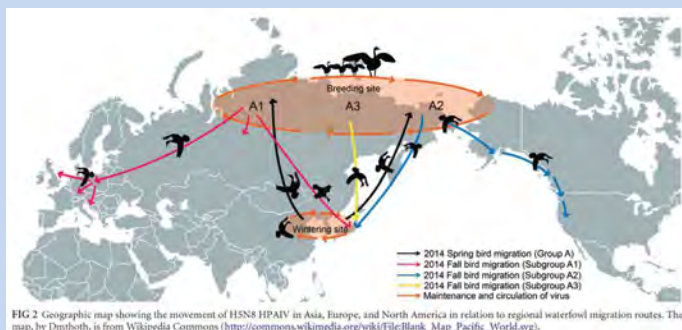 Breeding site
A1
A3
A2
Wintering site
2014 Spring bird migration (Group A)
2014 Fall bird migration (Subgroup A1)
2014 Fall bird migration (Subgroup A2)
2014 Fall bird migration (Subgroup A3)
Maintenance and circulation of virus
FIG 2 Geographic map showing the movement of H5N8 HPAIV in Asia, Europe, and North America in relation to regional waterfowl migration routes. The
map, by Dmthoth, is from Wikipedia Commons (http://commons.wikipedia.org/wiki/File:Blank_Map_Pacific_World.svg).